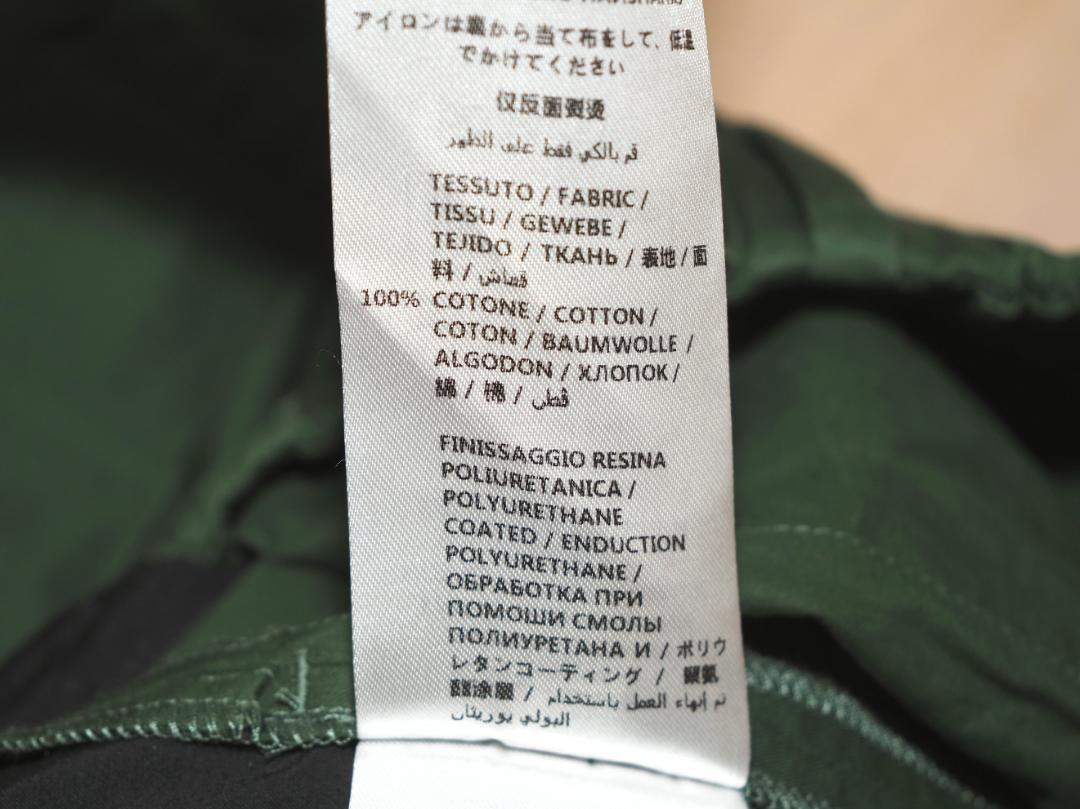 アイロンは裏から当て布をして、低温
でかけてください
仅反面熨烫
قم بالكي فقط على الظهر
TESSUTO / FABRIC /
TISSU / GEWEBE /
TEJIDO / ТКАНЬ / 表地 / 面
料 / قماش
100% COTONE / COTTON /
COTON / BAUMWOLLE /
ALGODON / ХЛОПОК /
綿 / 棉 / قطن
FINISSAGGIO RESINA
POLIURETANICA /
POLYURETHANE
COATED / ENDUCTION
POLYURETHANE /
ОБРАБОТКА ПРИ
ПОМОШИ СМОЛЫ
ПОЛИУРЕТАНА И / ポリウ
レタンコーティング / 聚氨
酯涂层 / تم إنهاء العمل باستخدام
البولي يوريثان